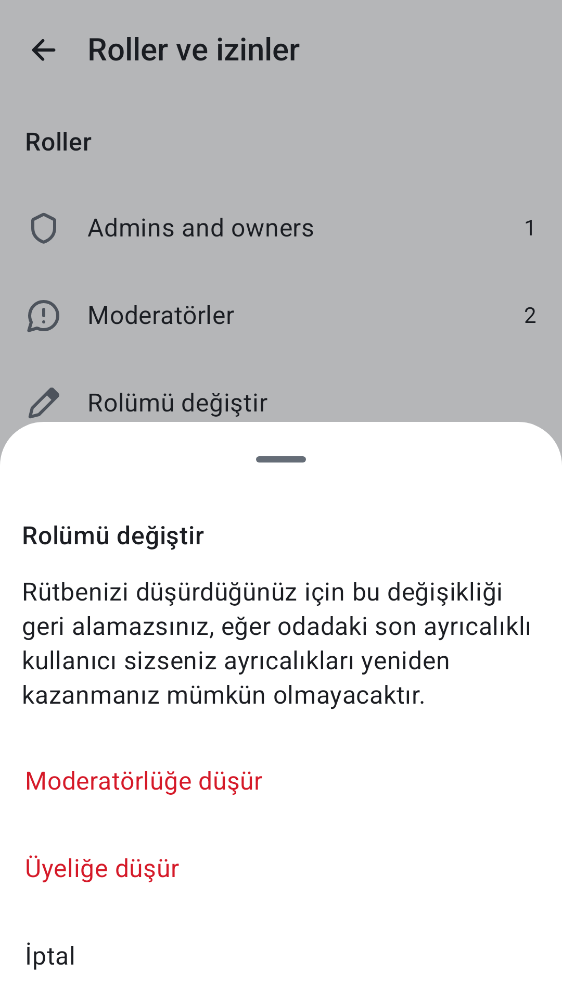 Roller ve izinler
Roller
Admins and owners 1
Moderatörler 2
Rolümü değiştir
Rolümü değiştir
Rütbenizi düşürdüğünüz için bu değişikliği
geri alamazsınız, eğer odadaki son ayrıcalıklı
kullanıcı sizseniz ayrıcalıkları yeniden
kazanmanız mümkün olmayacaktır.
Moderatörlüğe düşür
Üyeliğe düşür
İptal